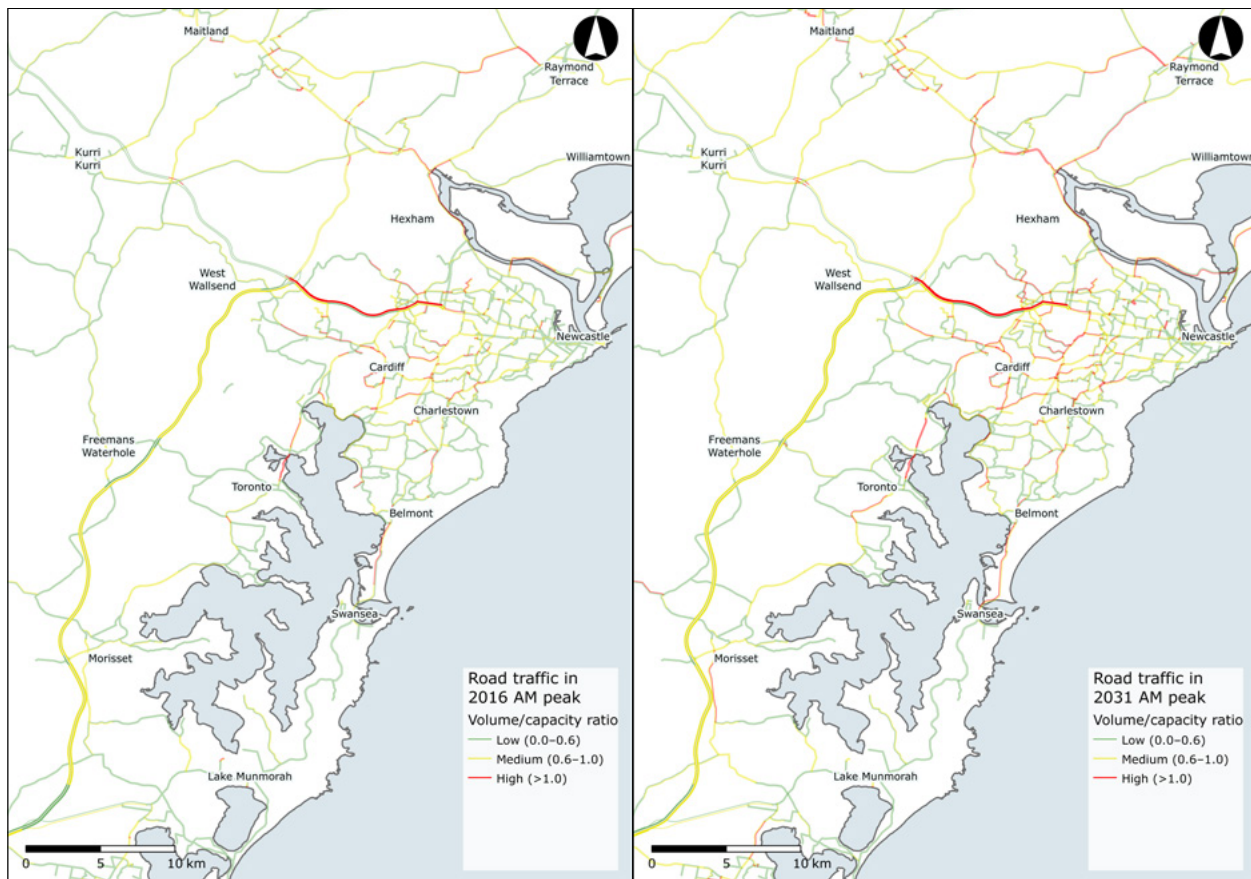 Maitland
Raymond
Terrace
Kurri
Kurri
Williamtown
Hexham
West
Wallsend
Newcastle
Cardiff
Charlestown
Freemans
Waterhole
Toronto
Belmont
Swansea
Morisset
Lake Munmorah
Road traffic in
2016 AM peak
Volume/capacity ratio
Low (0.0–0.6)
Medium (0.6–1.0)
High (>1.0)
0 5 10 km
Maitland
Raymond
Terrace
Kurri
Kurri
Williamtown
Hexham
West
Wallsend
Newcastle
Cardiff
Charlestown
Freemans
Waterhole
Toronto
Belmont
Swansea
Morisset
Lake Munmorah
Road traffic in
2031 AM peak
Volume/capacity ratio
Low (0.0–0.6)
Medium (0.6–1.0)
High (>1.0)
0 5 10 km